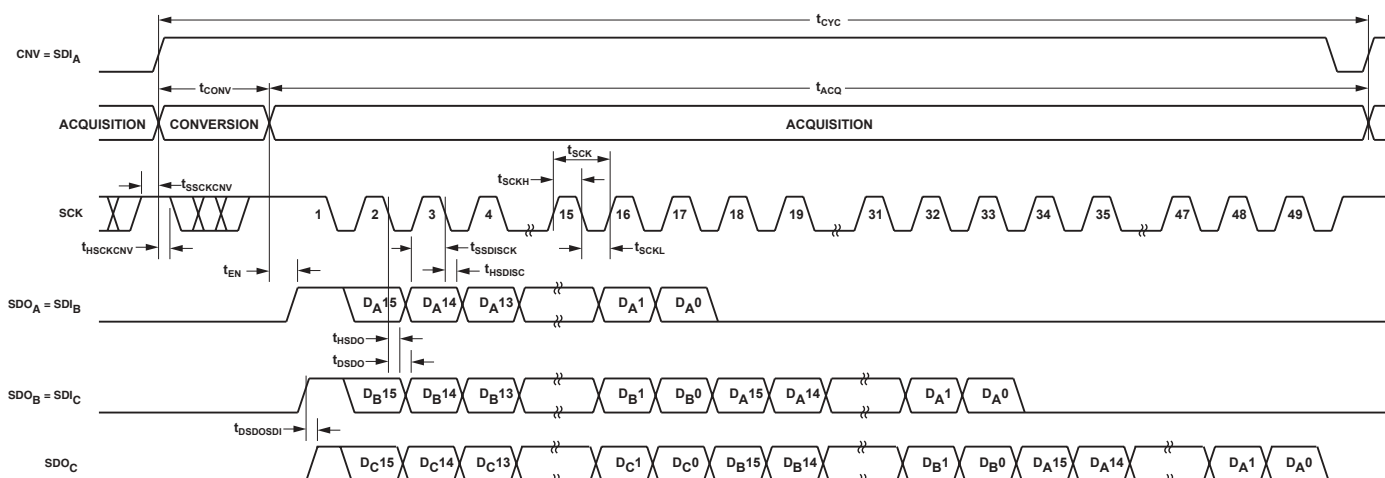 tCYC
CNV = SDIA
tCONV
tACQ
ACQUISITION
CONVERSION
ACQUISITION
tSCK
tSSCKCNV
tSCKH
SCK
1 2 3 4 15 16 17 18 19 31 32 33 34 35 47 48 49
tHSCKCNV
tSSDISCK
tSCKL
tEN
tHSDISC
SDOA = SDIB
DA15 DA14 DA13 DA1 DA0
tHSDO
tDSDO
SDOB = SDIC
DB15 DB14 DB13 DB1 DB0 DA15 DA14 DA1 DA0
tDSDOSDI
SDOC
DC15 DC14 DC13 DC1 DC0 DB15 DB14 DB1 DB0 DA15 DA14 DA1 DA0